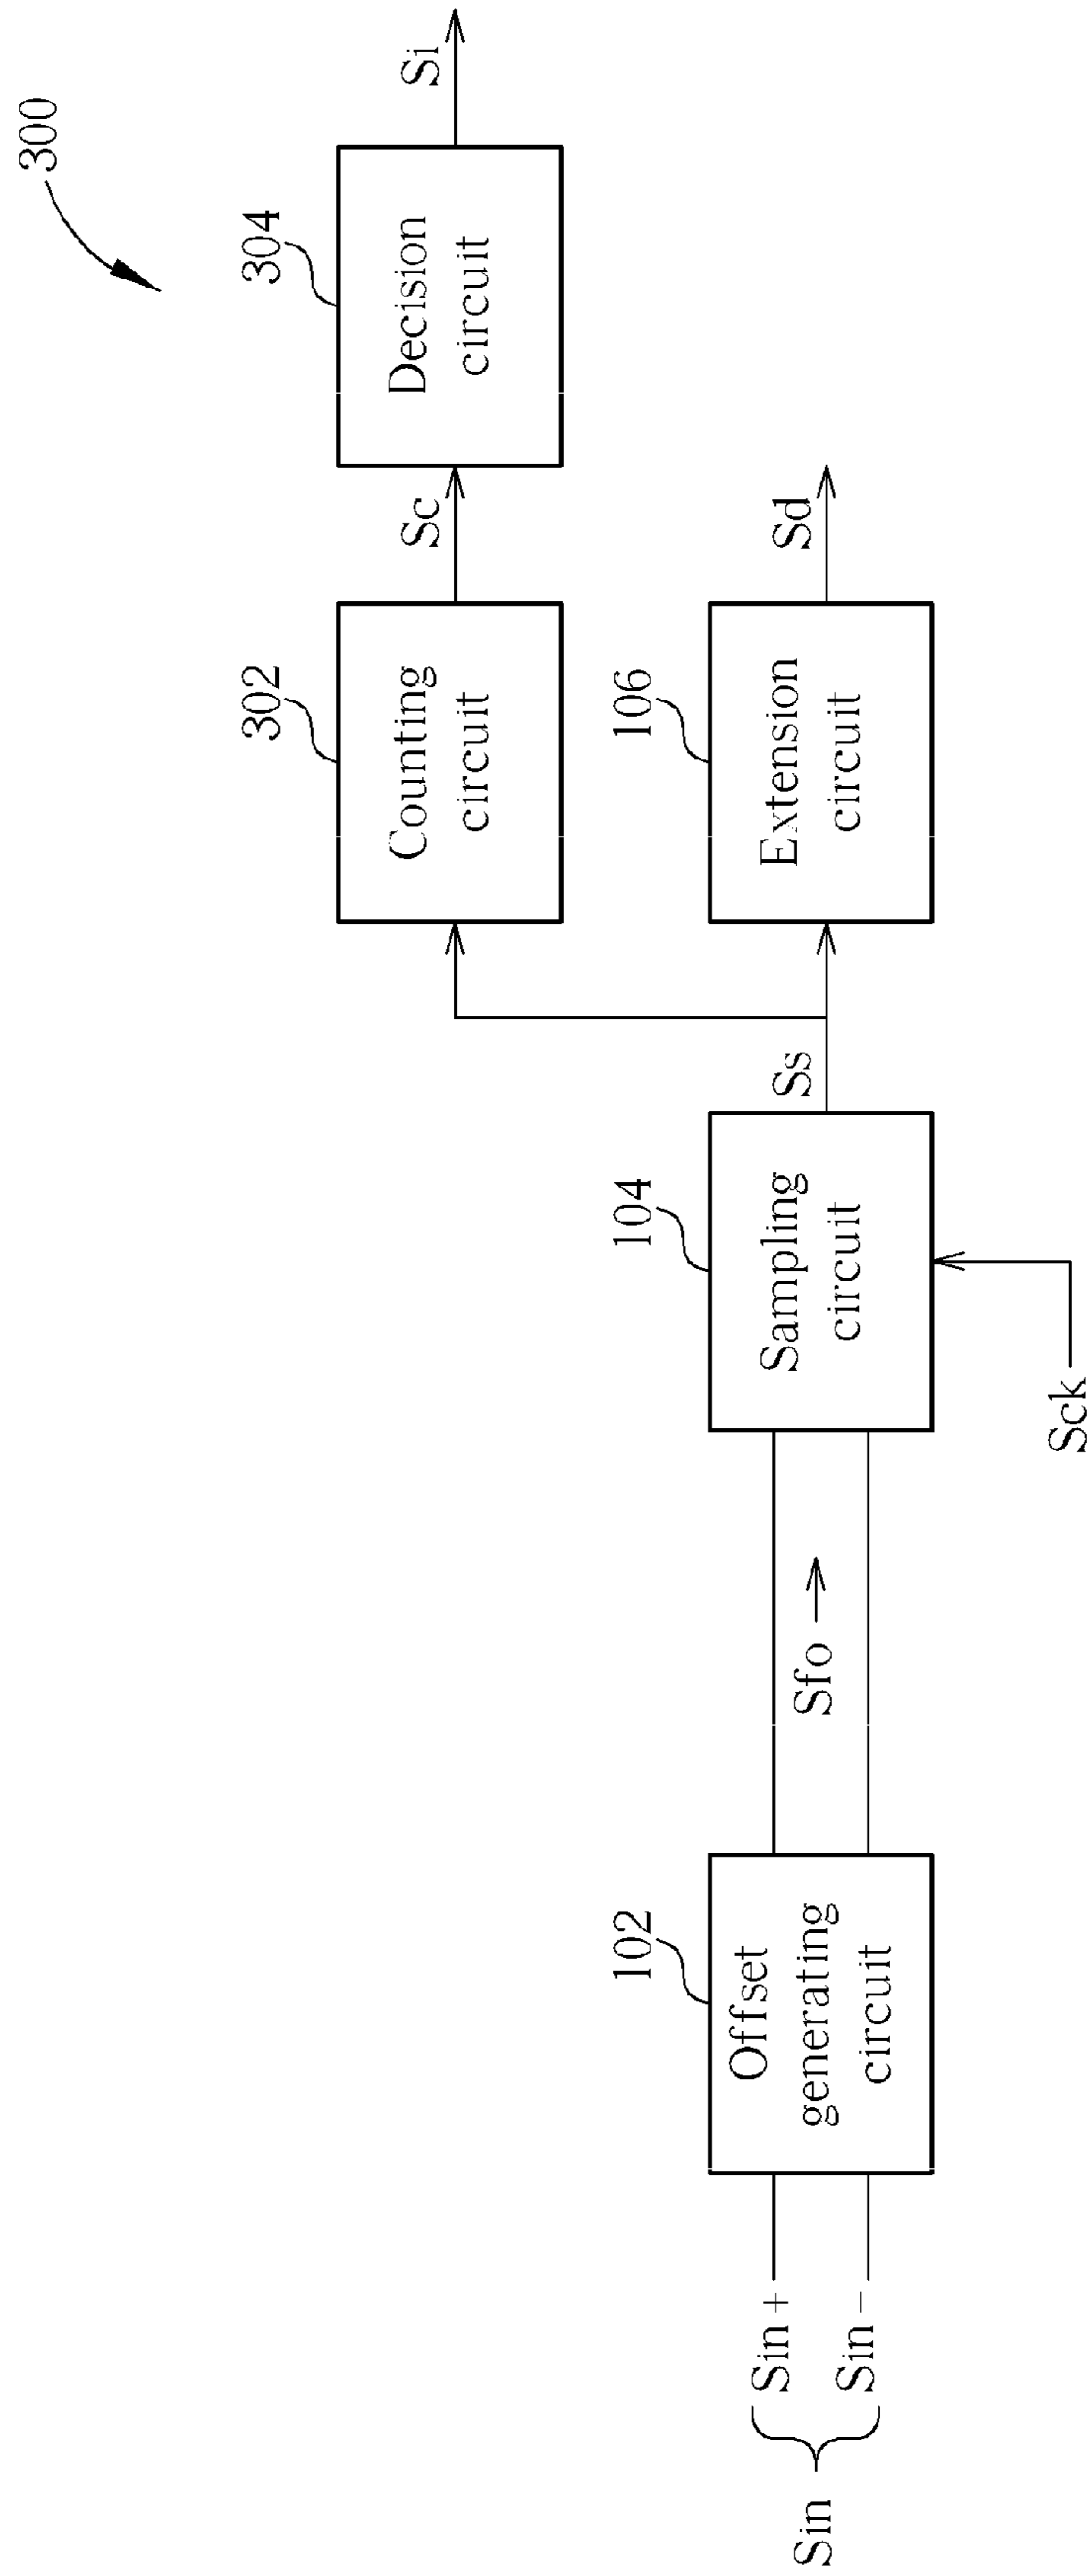 300
304
Decision
circuit
Si
302
Counting
circuit
Sc
106
Extension
circuit
Sd
104
Sampling
circuit
Ss
Sck
Sfo
102
Offset
generating
circuit
Sin+
Sin−
Sin